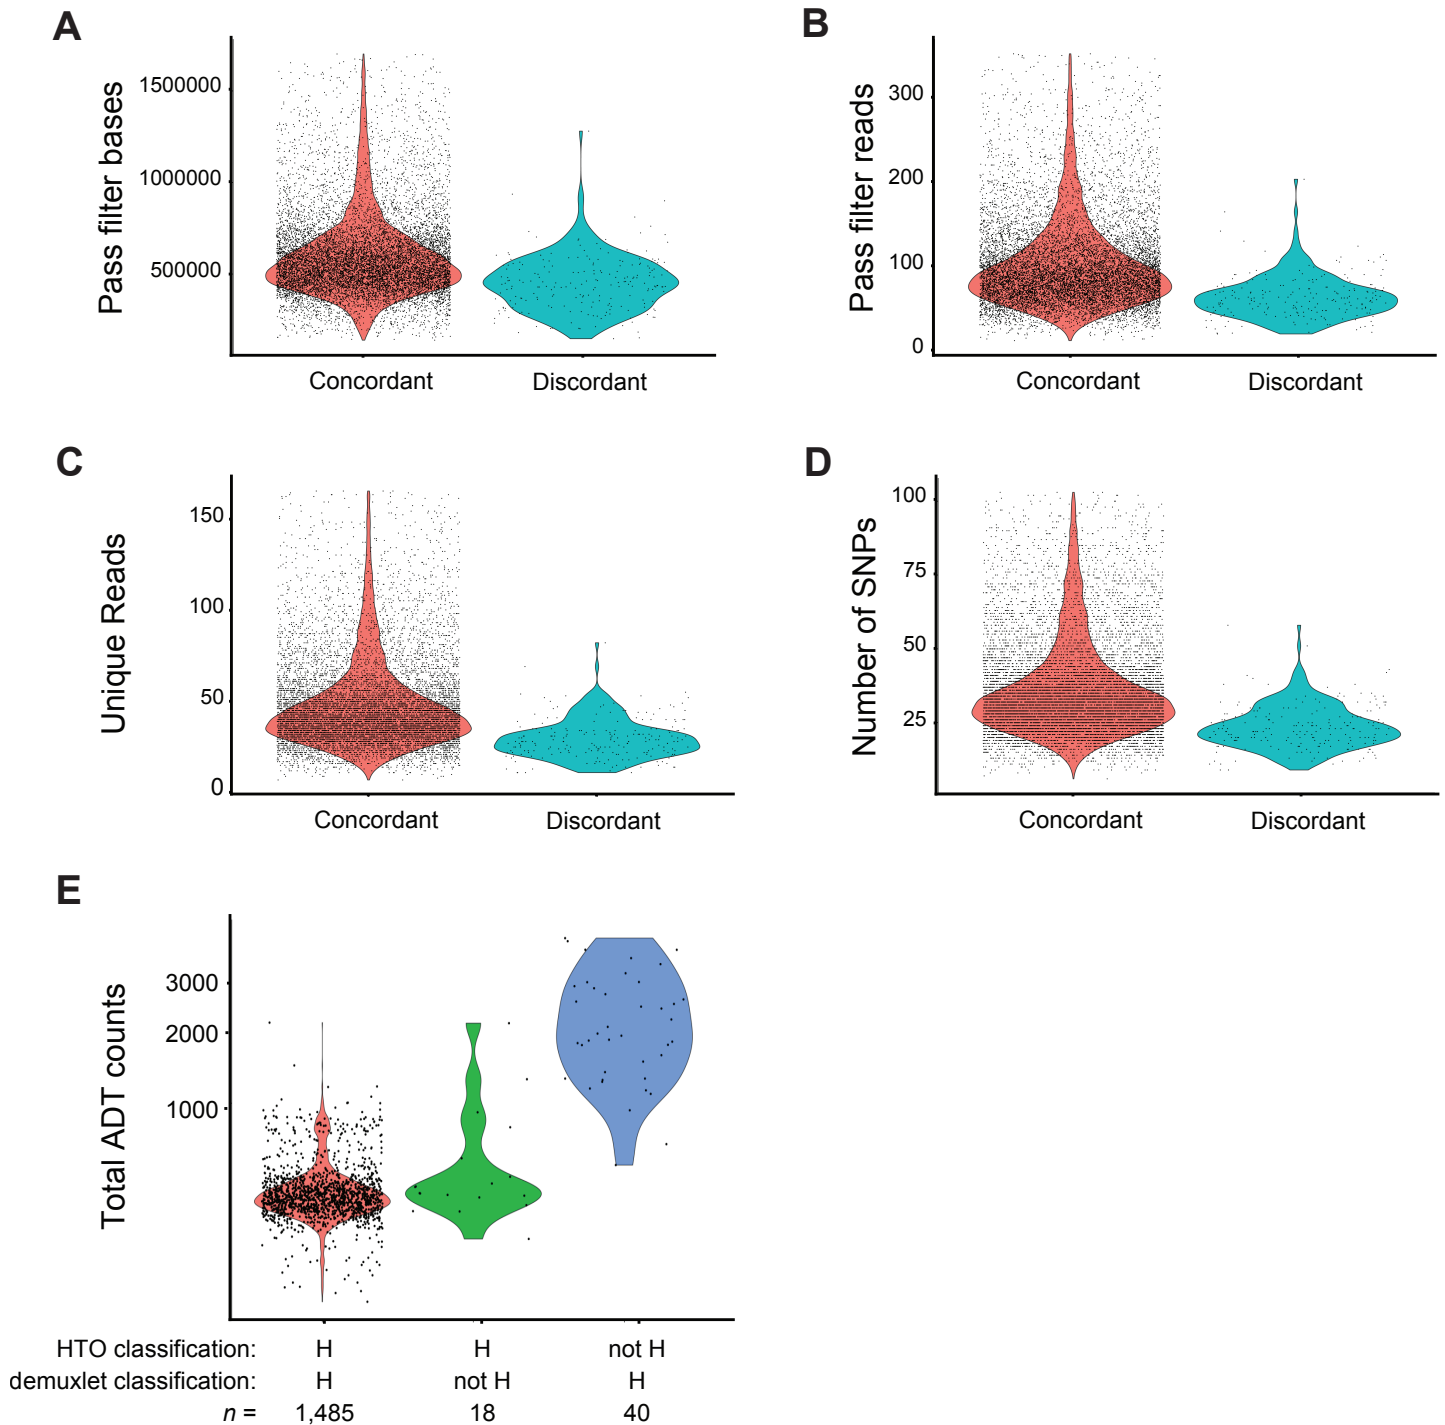 A
Pass filter bases
1500000
1000000
500000
Concordant
Discordant
B
Pass filter reads
300
200
100
0
Concordant
Discordant
C
Unique Reads
150
100
50
0
Concordant
Discordant
D
Number of SNPs
100
75
50
25
Concordant
Discordant
E
Total ADT counts
3000
2000
1000
HTO classification: H H not H
demuxlet classification: H not H H
n = 1,485 18 40